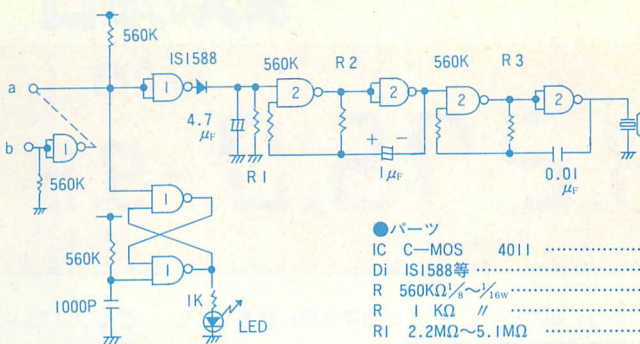 560K
IS1588
560K
R2
560K
R3
a
1
2
2
2
2
4.7
μF
+
−
1μF
b
1
R1
0.01
μF
560K
1
560K
1
1000P
1K
LED
●パーツ
IC C—MOS 4011 ………………
Di IS1588等 ………………
R 560KΩ1/8〜1/16w ………………
R 1 KΩ 〃 ………………
R1 2.2MΩ〜5.1MΩ ………………